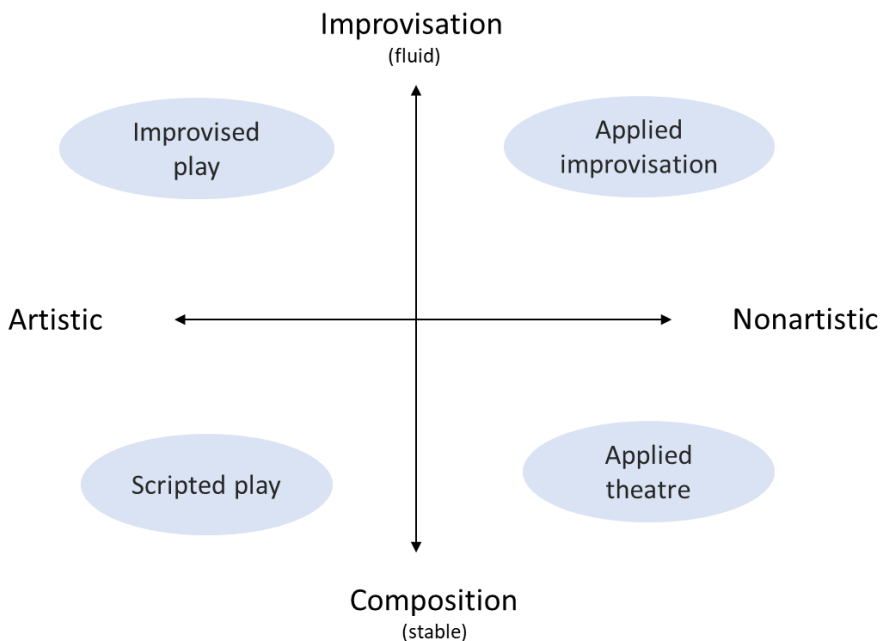 Improvisation
(fluid)
Improvised
play
Applied
improvisation
Artistic
Nonartistic
Scripted play
Applied
theatre
Composition
(stable)